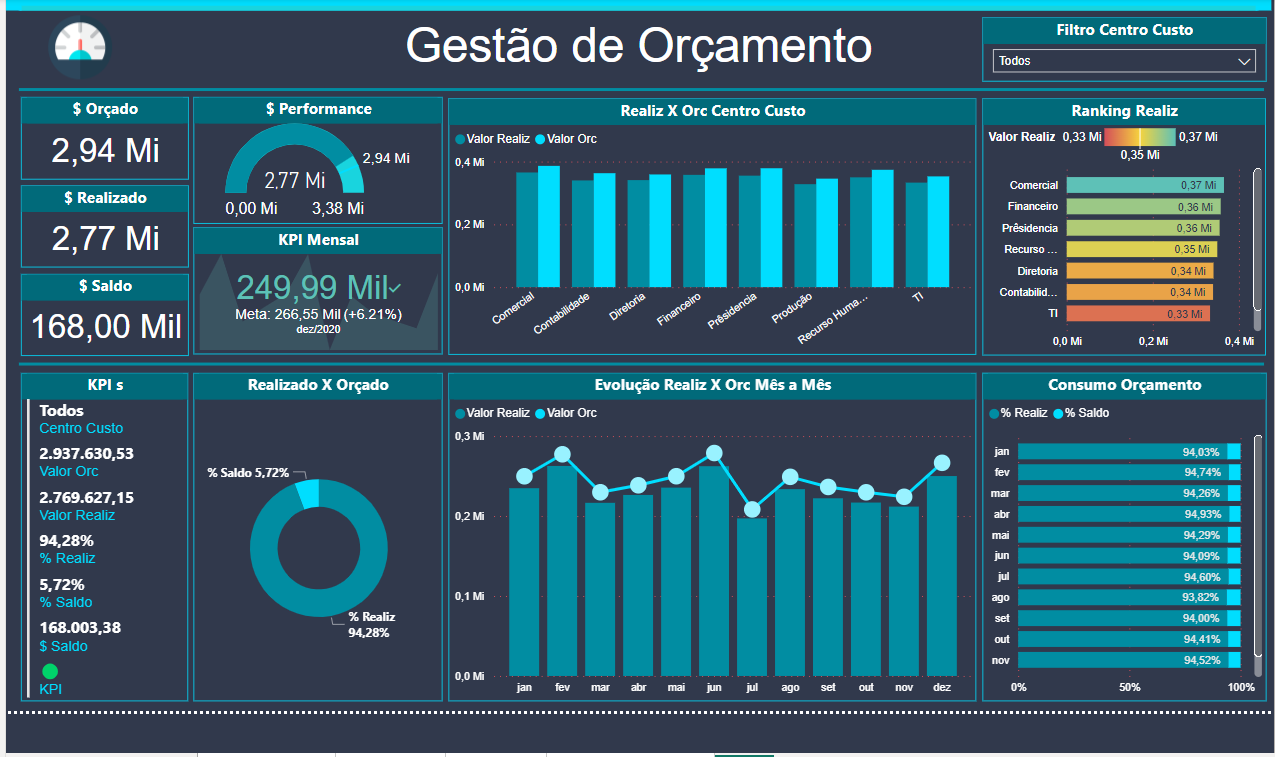 Gestão de Orçamento
Filtro Centro Custo
Todos
$ Orçado
2,94 Mi
$ Realizado
2,77 Mi
$ Saldo
168,00 Mil
$ Performance
2,94 Mi
2,77 Mi
0,00 Mi
3,38 Mi
KPI Mensal
249,99 Mil
Meta: 266,55 Mil (+6.21%)
dez/2020
Realiz X Orc Centro Custo
Valor Realiz
Valor Orc
0,4 Mi
0,2 Mi
0,0 Mi
Comercial
Contabilidade
Diretoria
Financeiro
Prêsidencia
Produção
Recurso Huma...
TI
Ranking Realiz
Valor Realiz 0,33 Mi 0,37 Mi
0,35 Mi
Comercial 0,37 Mi
Financeiro 0,36 Mi
Prêsidencia 0,36 Mi
Recurso ... 0,35 Mi
Diretoria 0,34 Mi
Contabilid... 0,34 Mi
TI 0,33 Mi
0,0 Mi 0,2 Mi 0,4 Mi
KPI s
Todos
Centro Custo
2.937.630,53
Valor Orc
2.769.627,15
Valor Realiz
94,28%
% Realiz
5,72%
% Saldo
168.003,38
$ Saldo
KPI
Realizado X Orçado
% Saldo 5,72%
% Realiz
94,28%
Evolução Realiz X Orc Mês a Mês
Valor Realiz
Valor Orc
0,3 Mi
0,2 Mi
0,1 Mi
0,0 Mi
jan fev mar abr mai jun jul ago set out nov dez
Consumo Orçamento
% Realiz
% Saldo
jan 94,03%
fev 94,74%
mar 94,26%
abr 94,93%
mai 94,29%
jun 94,09%
jul 94,60%
ago 93,82%
set 94,00%
out 94,41%
nov 94,52%
0% 50% 100%